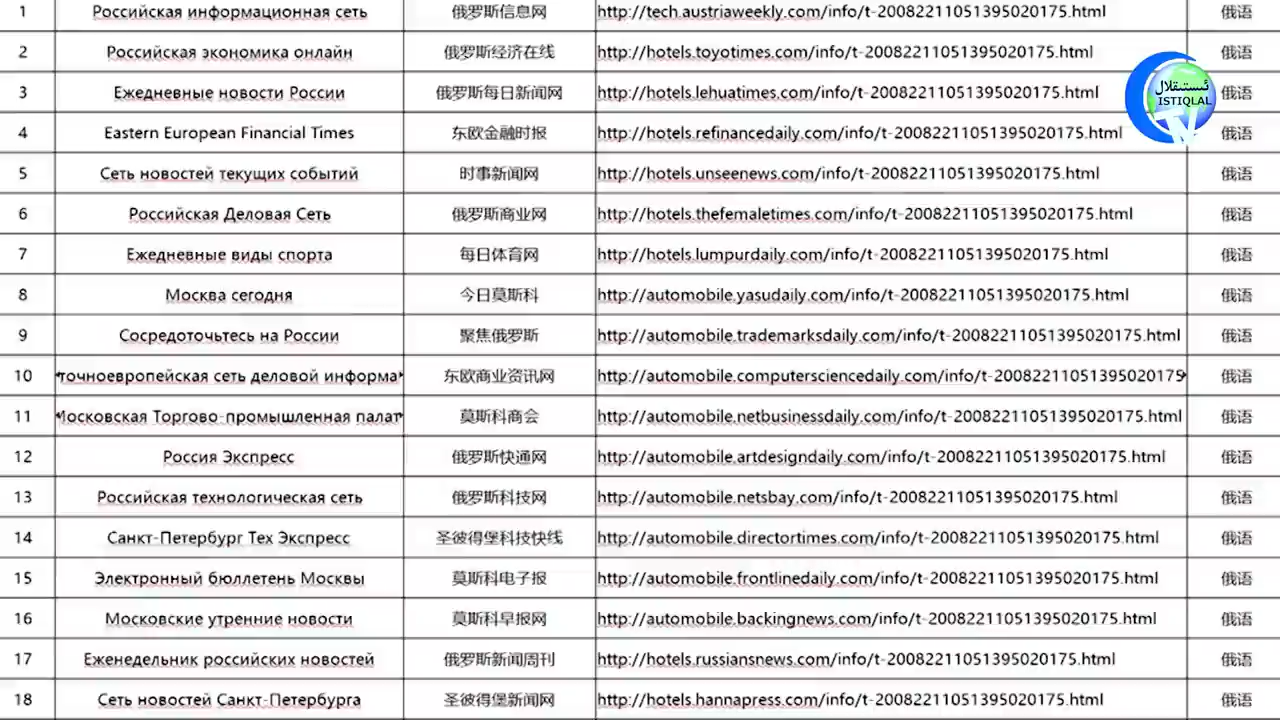 1 Российская информационная сеть 俄罗斯信息网 http://tech.austriaweekly.com/info/t-20082211051395020175.html 俄语
2 Российская экономика онлайн 俄罗斯经济在线 http://hotels.toyotimes.com/info/t-20082211051395020175.html
3 Ежедневные новости России 俄罗斯每日新闻网 http://hotels.lehuatimes.com/info/t-20082211051395020175.html
ئىستىقلال
ISTIQLAL
TV
4 Eastern European Financial Times 东欧金融时报 http://hotels.refinancedaily.com/info/t-20082211051395020175.html 俄语
5 Сеть новостей текущих событий 时事新闻网 http://hotels.unseenews.com/info/t-20082211051395020175.html 俄语
6 Российская Деловая Сеть 俄罗斯商业网 http://hotels.thefemaletimes.com/info/t-20082211051395020175.html 俄语
7 Ежедневные виды спорта 每日体育网 http://hotels.lumpurdaily.com/info/t-20082211051395020175.html 俄语
8 Москва сегодня 今日莫斯科 http://automobile.yasudaily.com/info/t-20082211051395020175.html 俄语
9 Сосредоточьтесь на России 聚焦俄罗斯 http://automobile.trademarksdaily.com/info/t-20082211051395020175.html 俄语
10 точноевропейская сеть деловой информа 东欧商业资讯网 http://automobile.computersciencedaily.com/info/t-20082211051395020175 俄语
11 Московская Торгово-промышленная палат 莫斯科商会 http://automobile.netbusinessdaily.com/info/t-20082211051395020175.html 俄语
12 Россия Экспресс 俄罗斯快通网 http://automobile.artdesigndaily.com/info/t-20082211051395020175.html 俄语
13 Российская технологическая сеть 俄罗斯科技网 http://automobile.netsbay.com/info/t-20082211051395020175.html 俄语
14 Санкт-Петербург Тех Экспресс 圣彼得堡科技快线 http://automobile.directortimes.com/info/t-20082211051395020175.html 俄语
15 Электронный бюллетень Москвы 莫斯科电子报 http://automobile.frontlinedaily.com/info/t-20082211051395020175.html 俄语
16 Московские утренние новости 莫斯科早报网 http://automobile.backingnews.com/info/t-20082211051395020175.html 俄语
17 Еженедельник российских новостей 俄罗斯新闻周刊 http://hotels.russiansnews.com/info/t-20082211051395020175.html 俄语
18 Сеть новостей Санкт-Петербурга 圣彼得堡新闻网 http://hotels.hannapress.com/info/t-20082211051395020175.html 俄语